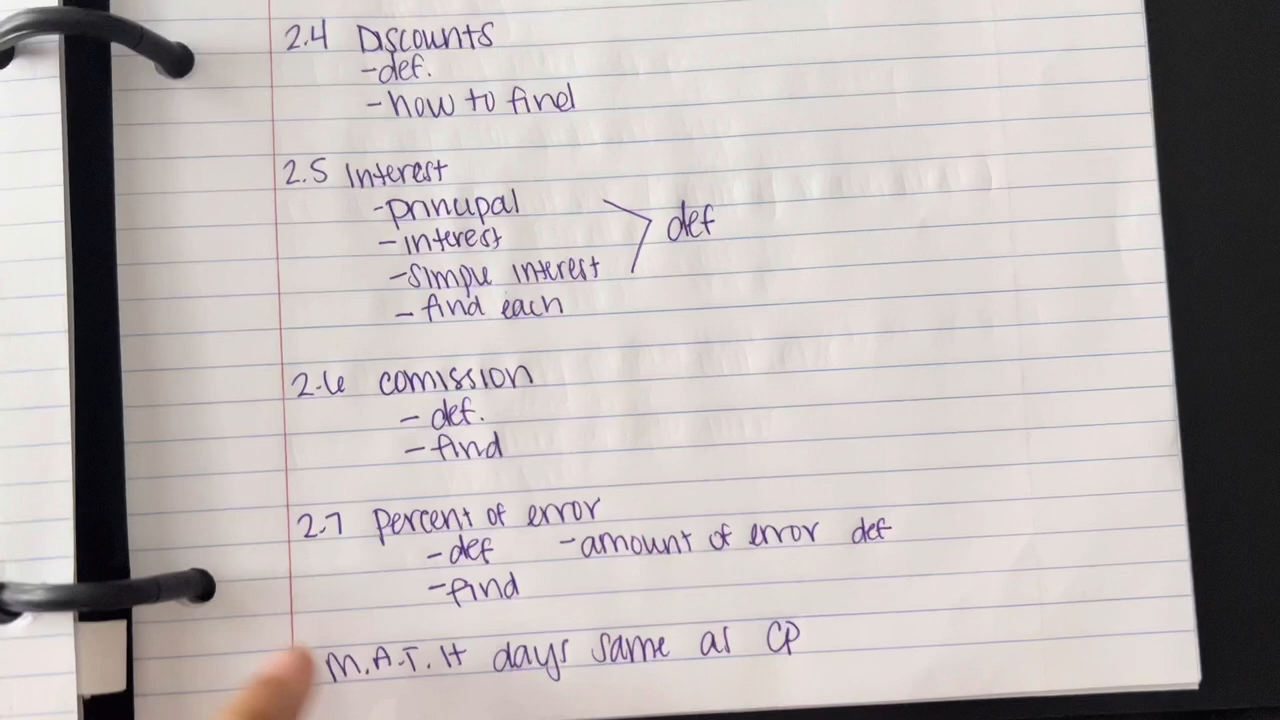 2.4 Discounts
-def.
-how to find
2.5 Interest
-principal
-interest
-simple interest
-find each
def
2.6 comission
- def.
- find
2.7 percent of error
-def -amount of error def
-find
M.A.T.H days same as CP